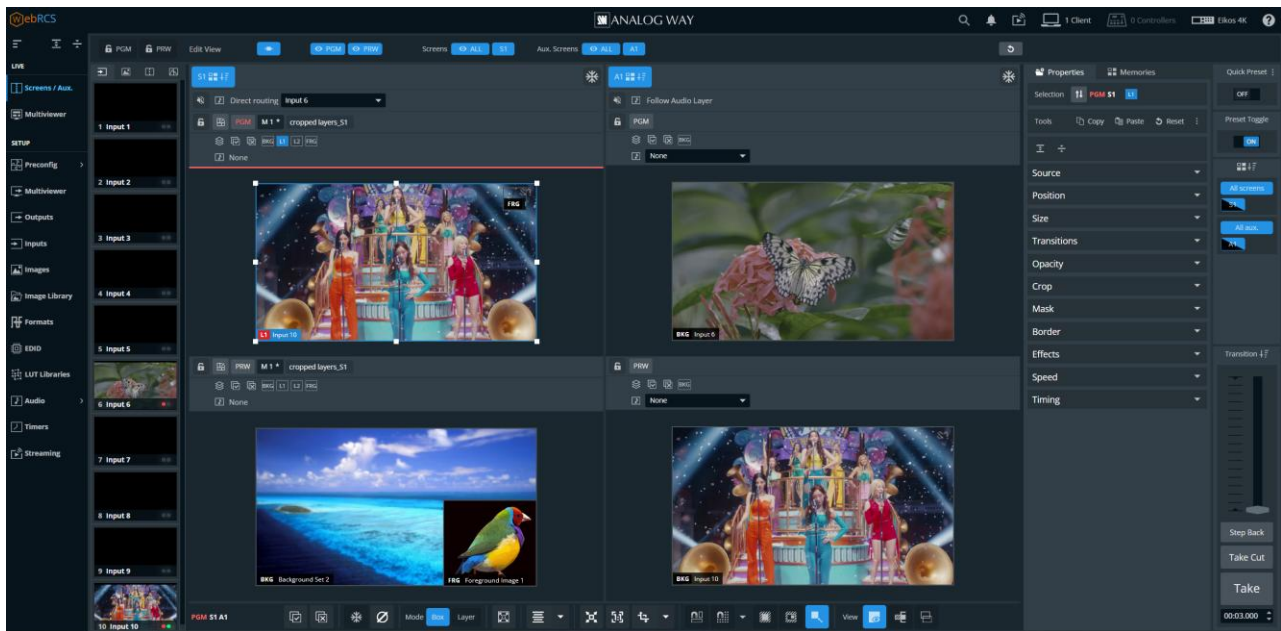 WebRCS
ANALOG WAY
1 Client
0 Controllers
Eikos 4K
PGM
PRW
Edit View
PGM
PRW
Screens
ALL
S1
Aux. Screens
ALL
A1
LIVE
Screens / Aux.
Multiviewer
SETUP
Preconfig
Multiviewer
Outputs
Inputs
Images
Image Library
Formats
EDID
LUT Libraries
Audio
Timers
Streaming
1 Input 1
2 Input 2
3 Input 3
4 Input 4
5 Input 5
6 Input 6
7 Input 7
8 Input 8
9 Input 9
10 Input 10
S1
Direct routing Input 6
PGM M 1 * cropped layers_S1
BKG L1 L2 FRG
None
FRG
L1 Input 10
PRW M 1 * cropped layers_S1
BKG L1 L2 FRG
None
BKG Background Set 2
FRG Foreground Image 1
A1
Follow Audio Layer
PGM
BKG
None
BKG Input 6
PRW
BKG
None
BKG Input 10
Properties
Memories
Selection PGM S1 L1
Tools Copy Paste Reset
Source
Position
Size
Transitions
Opacity
Crop
Mask
Border
Effects
Speed
Timing
Quick Preset
OFF
Preset Toggle
ON
All screens
S1
All aux.
A1
Transition
Step Back
Take Cut
Take
00:03.000
PGM S1 A1
Mode Box Layer
View